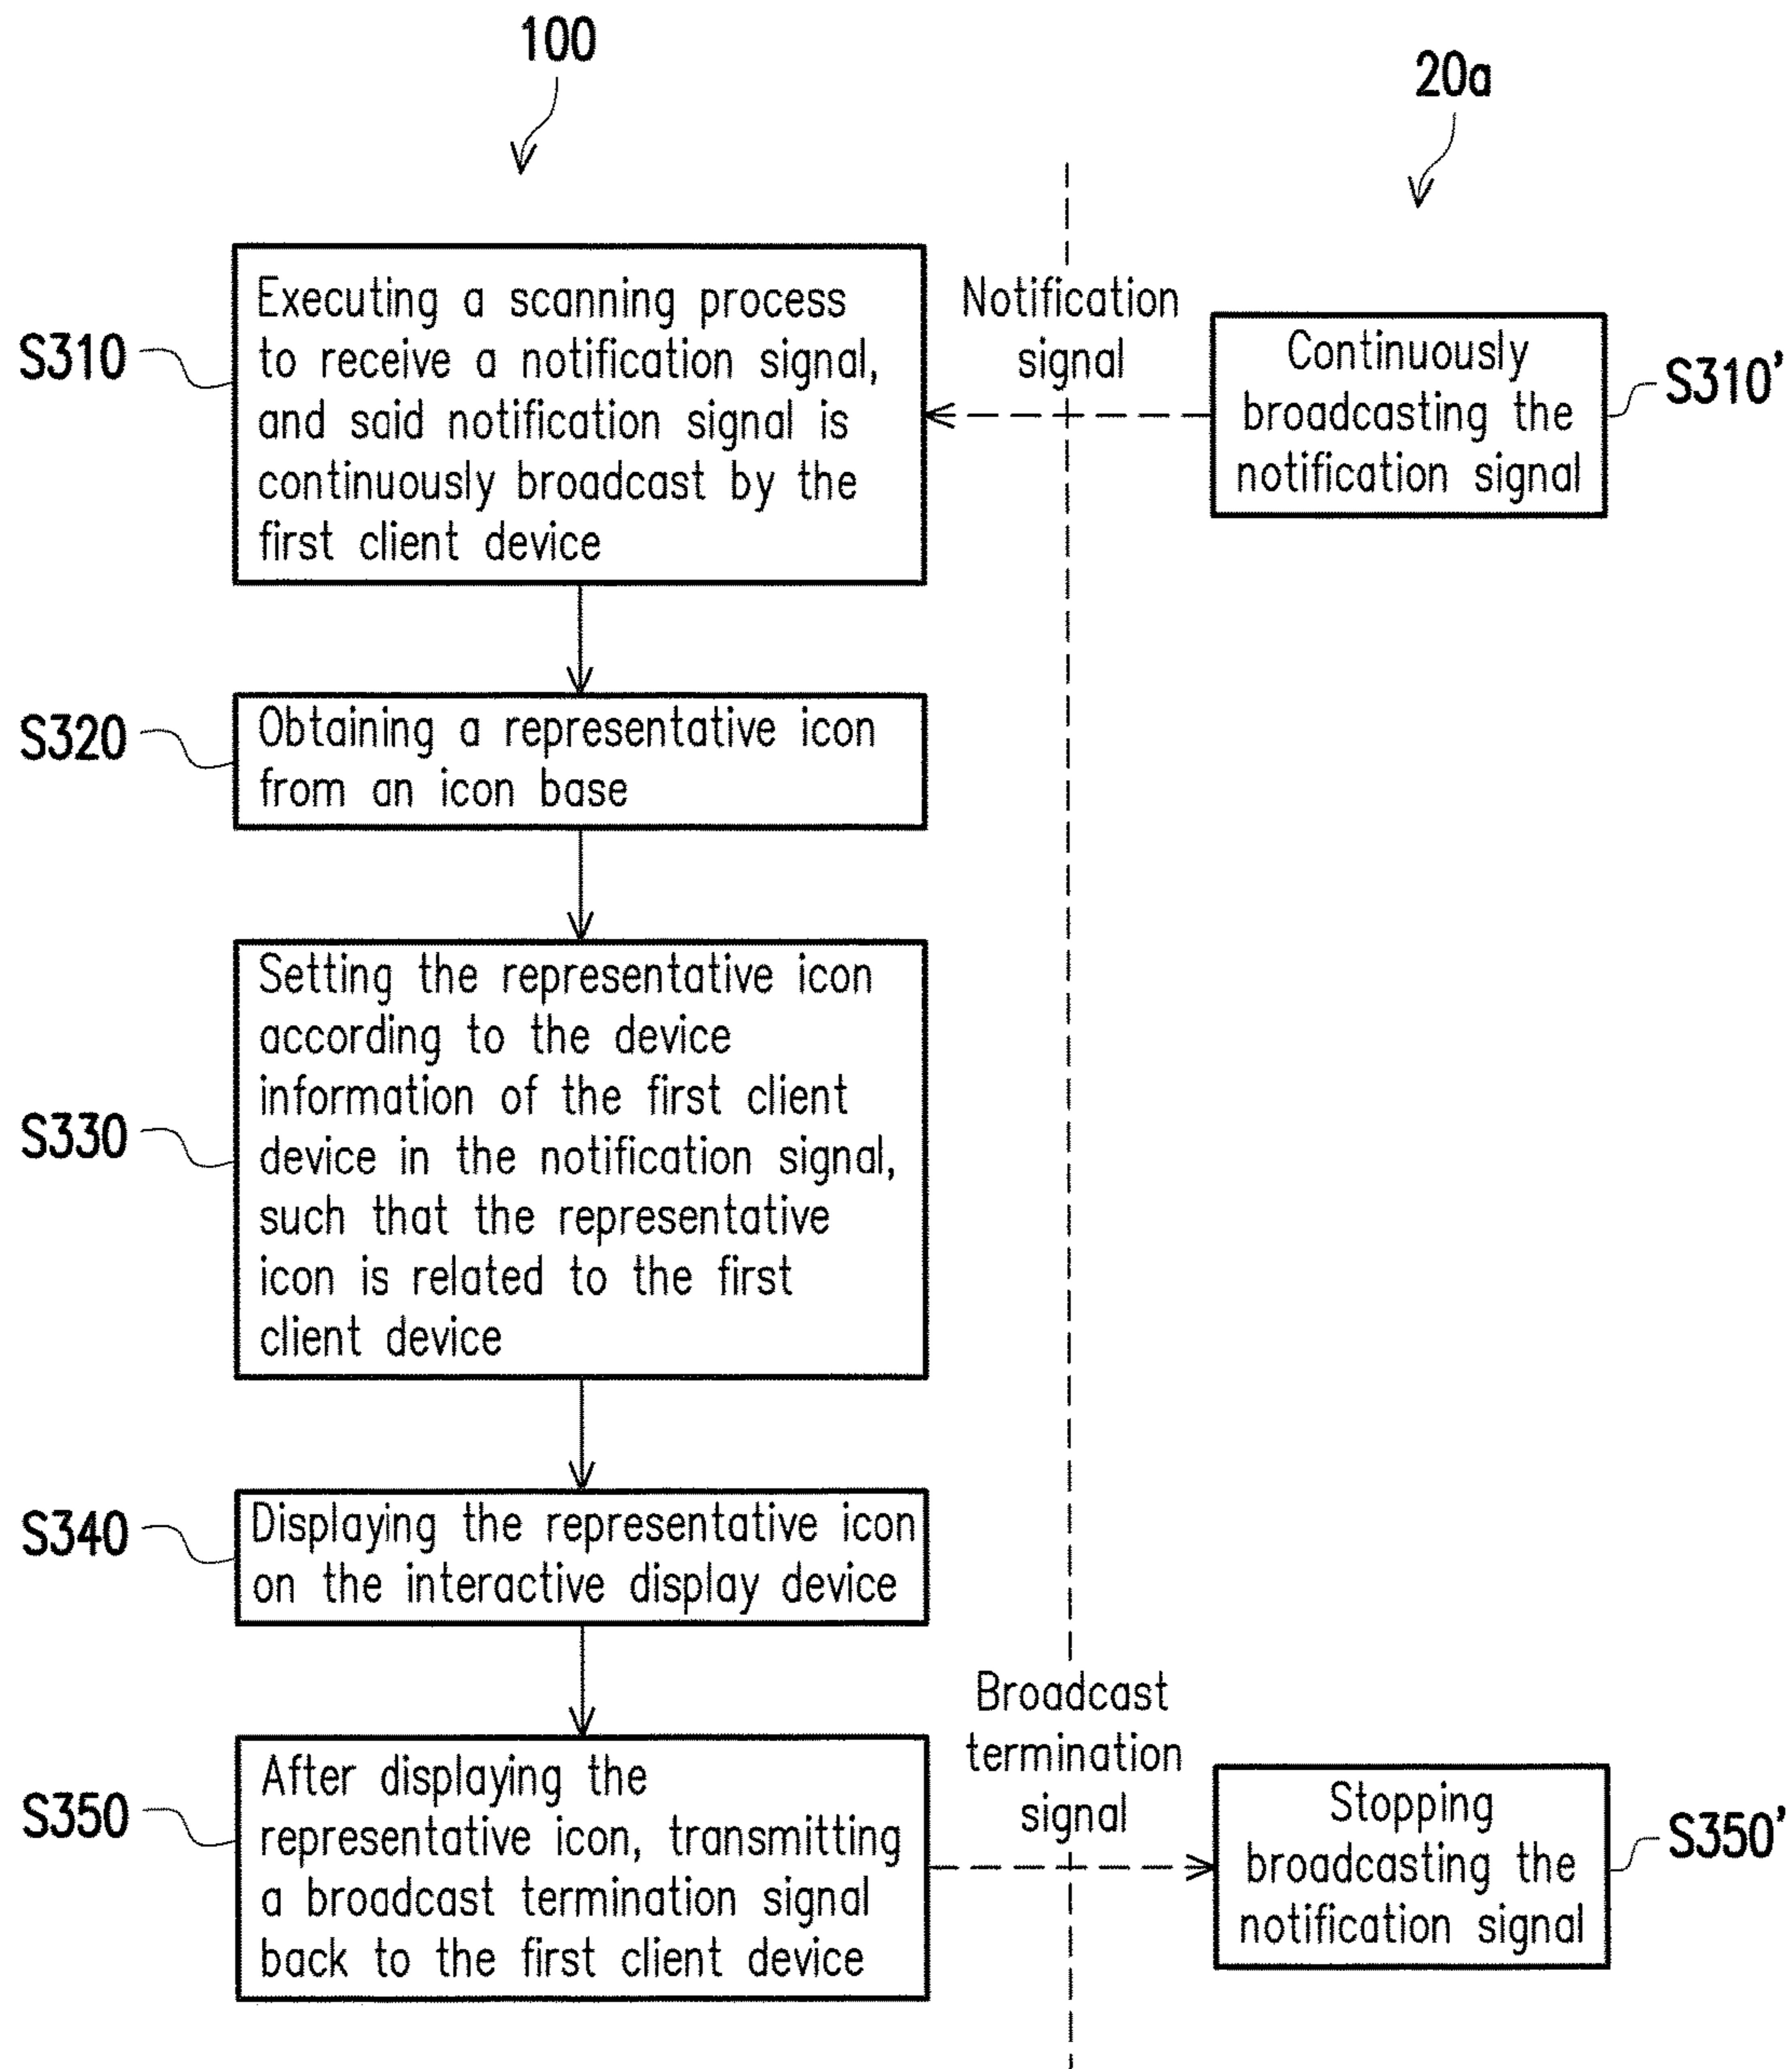 100
20a
S310
Executing a scanning process
to receive a notification signal,
and said notification signal is
continuously broadcast by the
first client device
Notification
signal
Continuously
broadcasting the
notification signal
S310'
S320
Obtaining a representative icon
from an icon base
S330
Setting the representative icon
according to the device
information of the first client
device in the notification signal,
such that the representative
icon is related to the first
client device
S340
Displaying the representative icon
on the interactive display device
S350
After displaying the
representative icon, transmitting
a broadcast termination signal
back to the first client device
Broadcast
termination
signal
Stopping
broadcasting the
notification signal
S350'